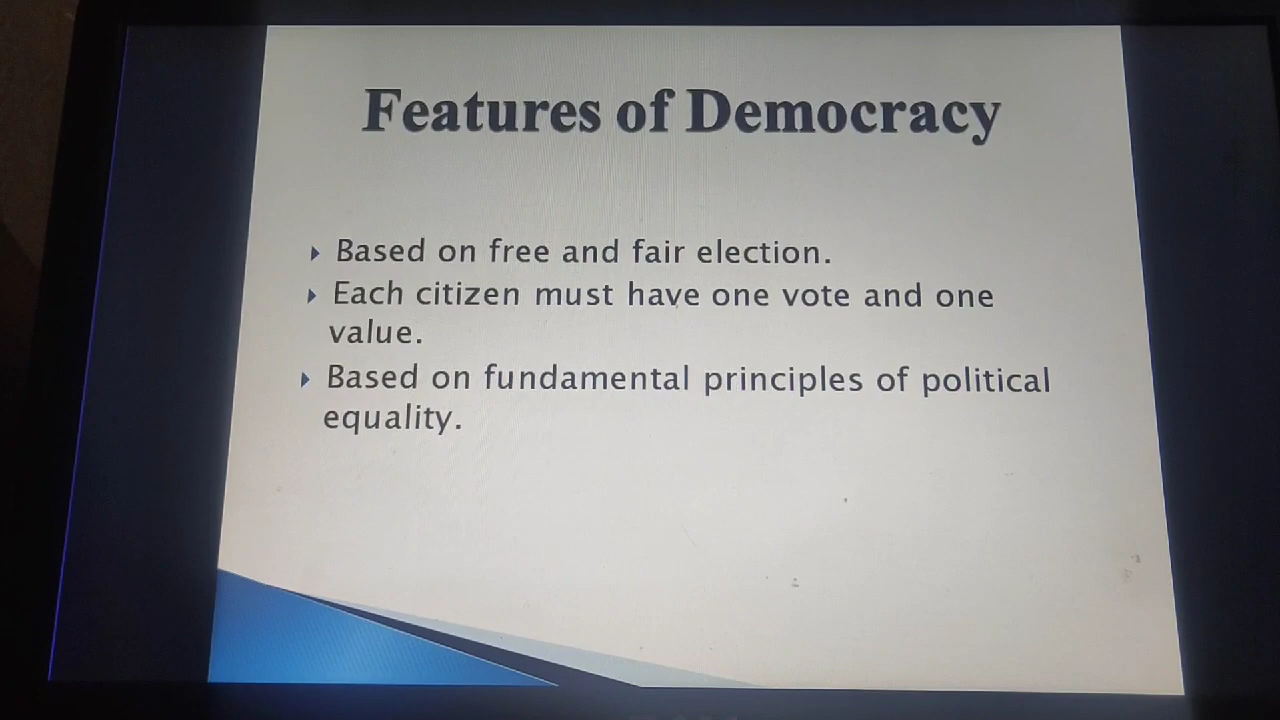 Features of Democracy
Based on free and fair election.
Each citizen must have one vote and one
value.
Based on fundamental principles of political
equality.